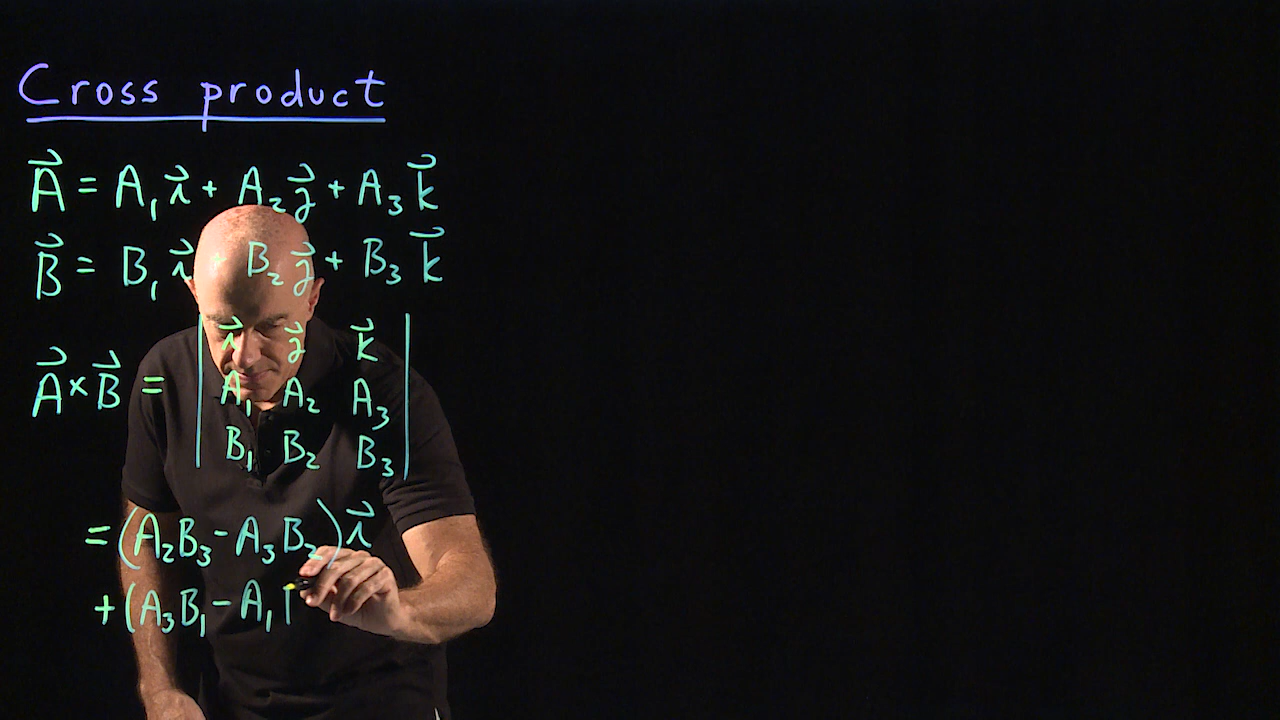 Cross product
A⃗ = A₁ i⃗ + A₂ j⃗ + A₃ k⃗
B⃗ = B₁ i⃗ + B₂ j⃗ + B₃ k⃗
A⃗ × B⃗ = | i⃗ j⃗ k⃗ |
| A₁ A₂ A₃ |
| B₁ B₂ B₃ |
= (A₂B₃ - A₃B₂) i⃗
+ (A₃B₁ - A₁